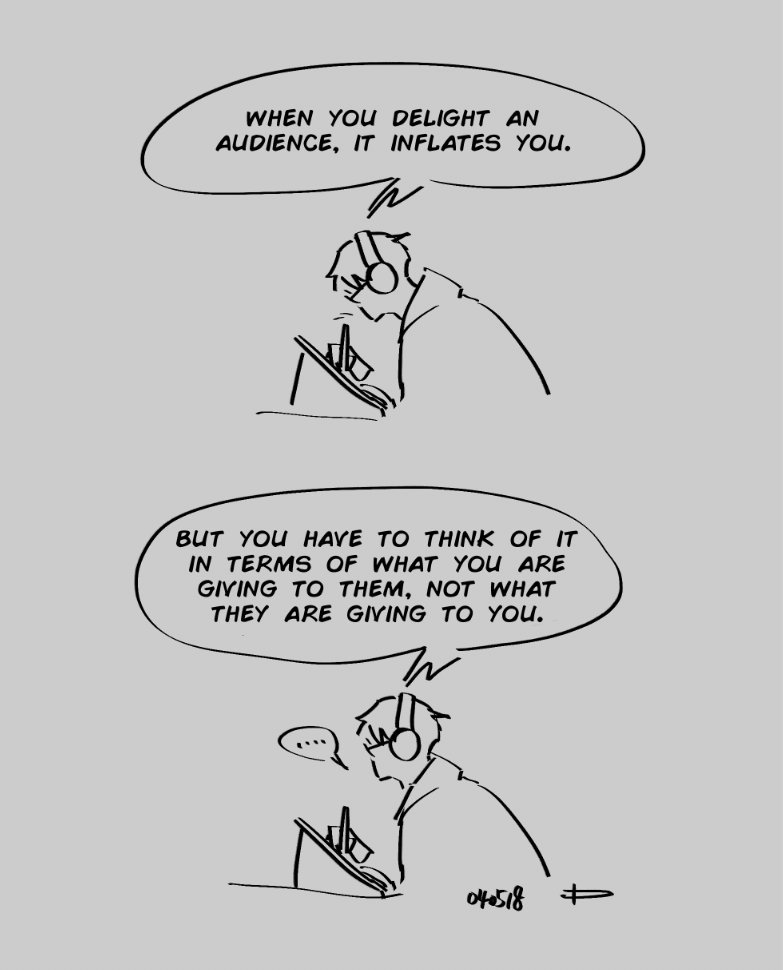 WHEN YOU DELIGHT AN
AUDIENCE, IT INFLATES YOU.
BUT YOU HAVE TO THINK OF IT
IN TERMS OF WHAT YOU ARE
GIVING TO THEM, NOT WHAT
THEY ARE GIVING TO YOU.
....
040518